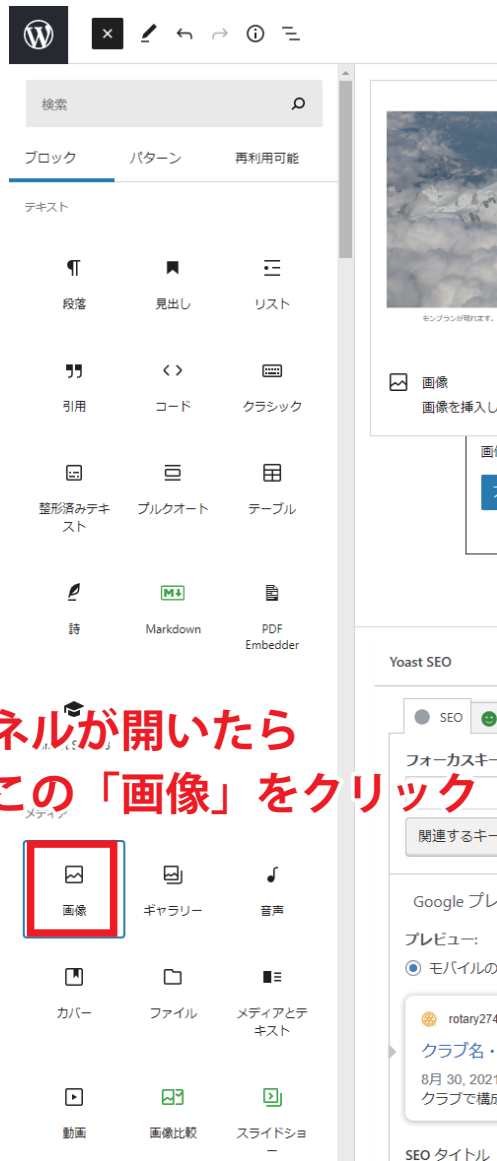 検索
ブロック
パターン
再利用可能
テキスト
段落
見出し
リスト
引用
コード
クラシック
整形済みテキ
スト
プルクオート
テーブル
詩
Markdown
PDF
Embedder
ネルが開いたら
この「画像」をクリック
メディア
画像
ギャラリー
音声
カバー
ファイル
メディアとテ
キスト
動画
画像比較
スライドショ
ー
モンブランが現れます。
画像
画像を挿入し
Yoast SEO
SEO
フォーカスキー
関連するキー
Google プレ
プレビュー:
モバイルの
rotary274
クラブ名・
8月 30, 2021
クラブで構成
SEO タイトル